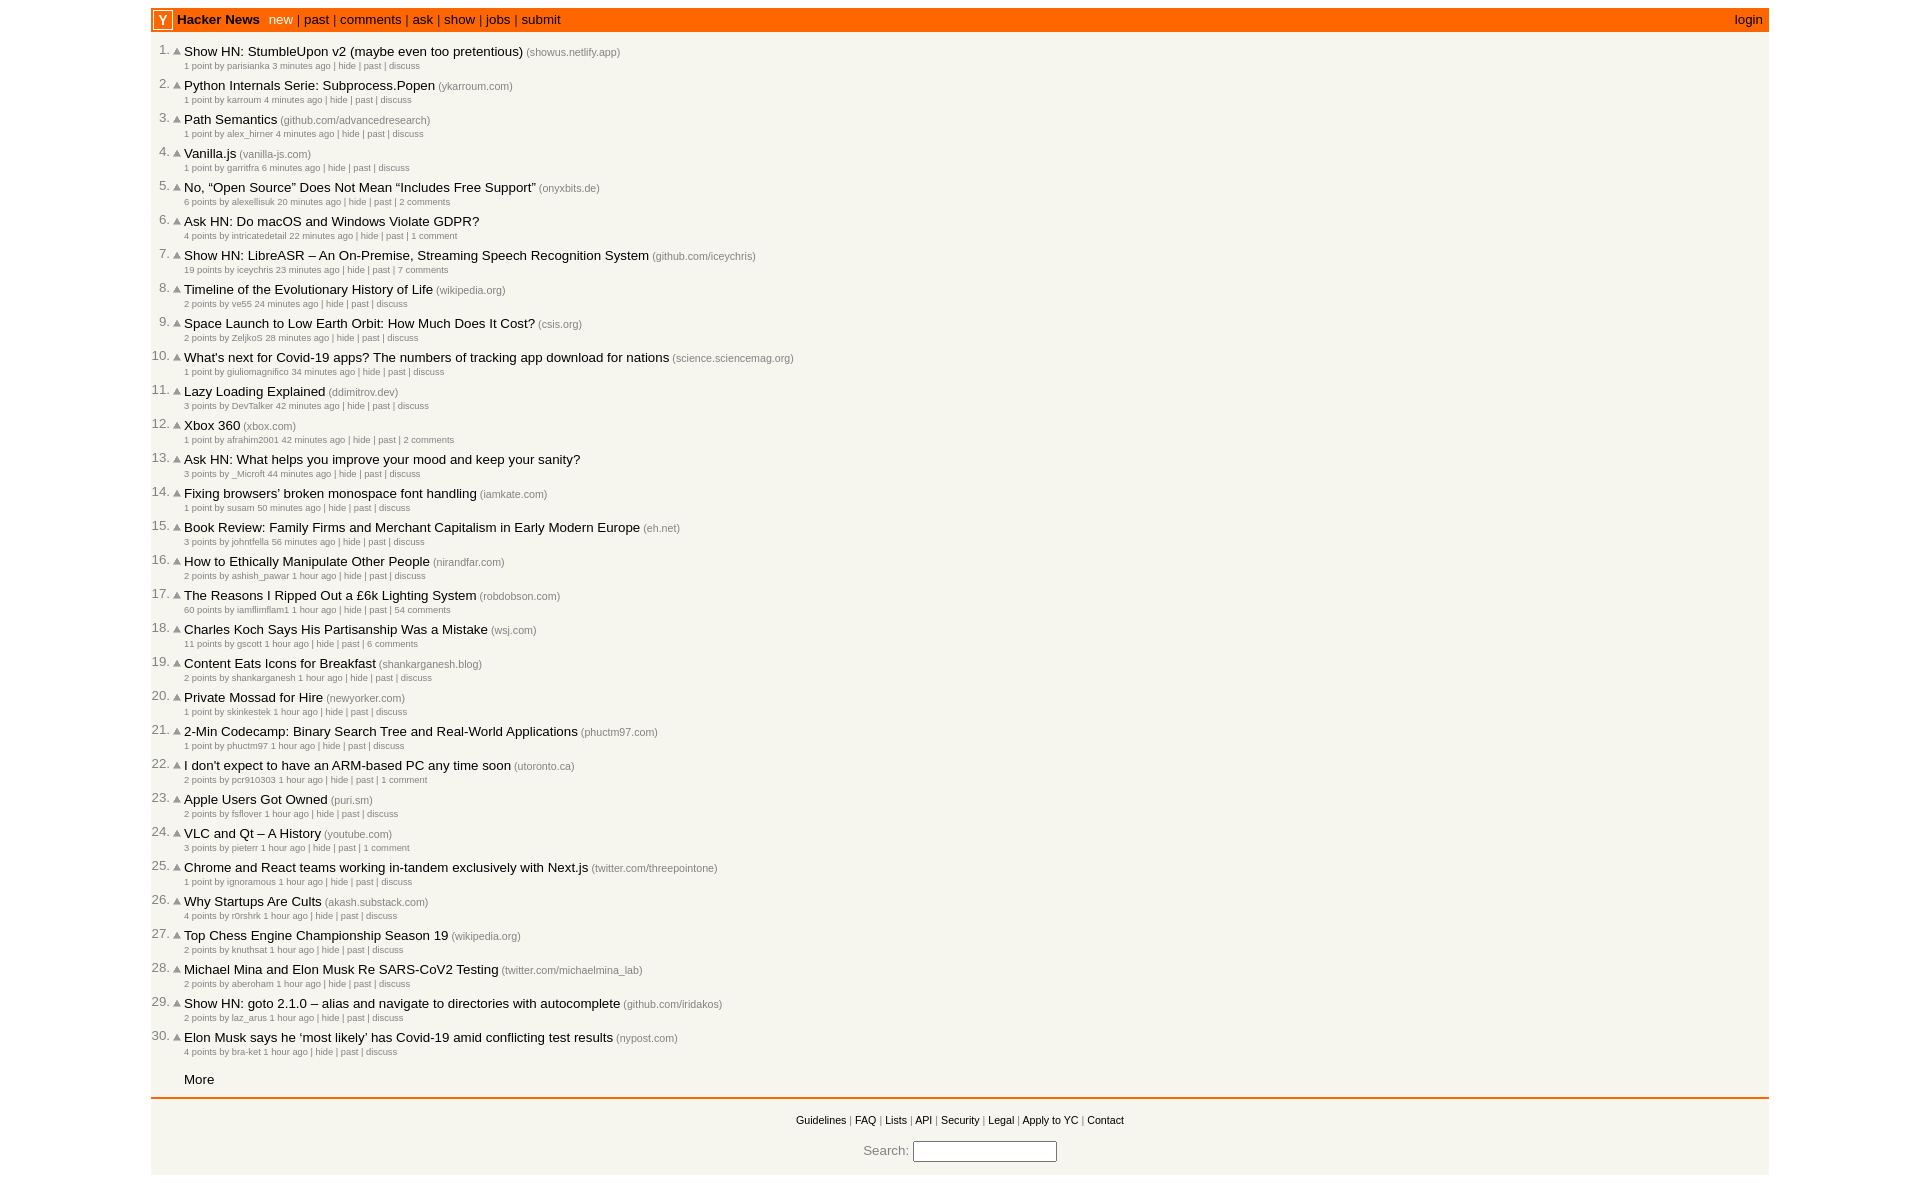 Y Hacker News new | past | comments | ask | show | jobs | submit login
1. Show HN: StumbleUpon v2 (maybe even too pretentious) (showus.netlify.app)
1 point by parisianka 3 minutes ago | hide | past | discuss
2. Python Internals Serie: Subprocess.Popen (ykarroum.com)
1 point by karroum 4 minutes ago | hide | past | discuss
3. Path Semantics (github.com/advancedresearch)
1 point by alex_hirner 4 minutes ago | hide | past | discuss
4. Vanilla.js (vanilla-js.com)
1 point by garritfra 6 minutes ago | hide | past | discuss
5. No, “Open Source” Does Not Mean “Includes Free Support” (onyxbits.de)
6 points by alexellisuk 20 minutes ago | hide | past | 2 comments
6. Ask HN: Do macOS and Windows Violate GDPR?
4 points by intricatedetail 22 minutes ago | hide | past | 1 comment
7. Show HN: LibreASR – An On-Premise, Streaming Speech Recognition System (github.com/iceychris)
19 points by iceychris 23 minutes ago | hide | past | 7 comments
8. Timeline of the Evolutionary History of Life (wikipedia.org)
2 points by ve55 24 minutes ago | hide | past | discuss
9. Space Launch to Low Earth Orbit: How Much Does It Cost? (csis.org)
2 points by ZeljkoS 28 minutes ago | hide | past | discuss
10. What's next for Covid-19 apps? The numbers of tracking app download for nations (science.sciencemag.org)
1 point by giuliomagnifico 34 minutes ago | hide | past | discuss
11. Lazy Loading Explained (ddimitrov.dev)
3 points by DevTalker 42 minutes ago | hide | past | discuss
12. Xbox 360 (xbox.com)
1 point by afrahim2001 42 minutes ago | hide | past | 2 comments
13. Ask HN: What helps you improve your mood and keep your sanity?
3 points by _Microft 44 minutes ago | hide | past | discuss
14. Fixing browsers’ broken monospace font handling (iamkate.com)
1 point by susam 50 minutes ago | hide | past | discuss
15. Book Review: Family Firms and Merchant Capitalism in Early Modern Europe (eh.net)
3 points by johntfella 56 minutes ago | hide | past | discuss
16. How to Ethically Manipulate Other People (nirandfar.com)
2 points by ashish_pawar 1 hour ago | hide | past | discuss
17. The Reasons I Ripped Out a £6k Lighting System (robdobson.com)
60 points by iamflimflam1 1 hour ago | hide | past | 54 comments
18. Charles Koch Says His Partisanship Was a Mistake (wsj.com)
11 points by gscott 1 hour ago | hide | past | 6 comments
19. Content Eats Icons for Breakfast (shankarganesh.blog)
2 points by shankarganesh 1 hour ago | hide | past | discuss
20. Private Mossad for Hire (newyorker.com)
1 point by skinkestek 1 hour ago | hide | past | discuss
21. 2-Min Codecamp: Binary Search Tree and Real-World Applications (phuctm97.com)
1 point by phuctm97 1 hour ago | hide | past | discuss
22. I don't expect to have an ARM-based PC any time soon (utoronto.ca)
2 points by pcr910303 1 hour ago | hide | past | 1 comment
23. Apple Users Got Owned (puri.sm)
2 points by fsflover 1 hour ago | hide | past | discuss
24. VLC and Qt – A History (youtube.com)
3 points by pieterr 1 hour ago | hide | past | 1 comment
25. Chrome and React teams working in-tandem exclusively with Next.js (twitter.com/threepointone)
1 point by ignoramous 1 hour ago | hide | past | discuss
26. Why Startups Are Cults (akash.substack.com)
4 points by r0rshrk 1 hour ago | hide | past | discuss
27. Top Chess Engine Championship Season 19 (wikipedia.org)
2 points by knuthsat 1 hour ago | hide | past | discuss
28. Michael Mina and Elon Musk Re SARS-CoV2 Testing (twitter.com/michaelmina_lab)
2 points by aberoham 1 hour ago | hide | past | discuss
29. Show HN: goto 2.1.0 – alias and navigate to directories with autocomplete (github.com/iridakos)
2 points by laz_arus 1 hour ago | hide | past | discuss
30. Elon Musk says he ‘most likely’ has Covid-19 amid conflicting test results (nypost.com)
4 points by bra-ket 1 hour ago | hide | past | discuss
More
Guidelines | FAQ | Lists | API | Security | Legal | Apply to YC | Contact
Search: